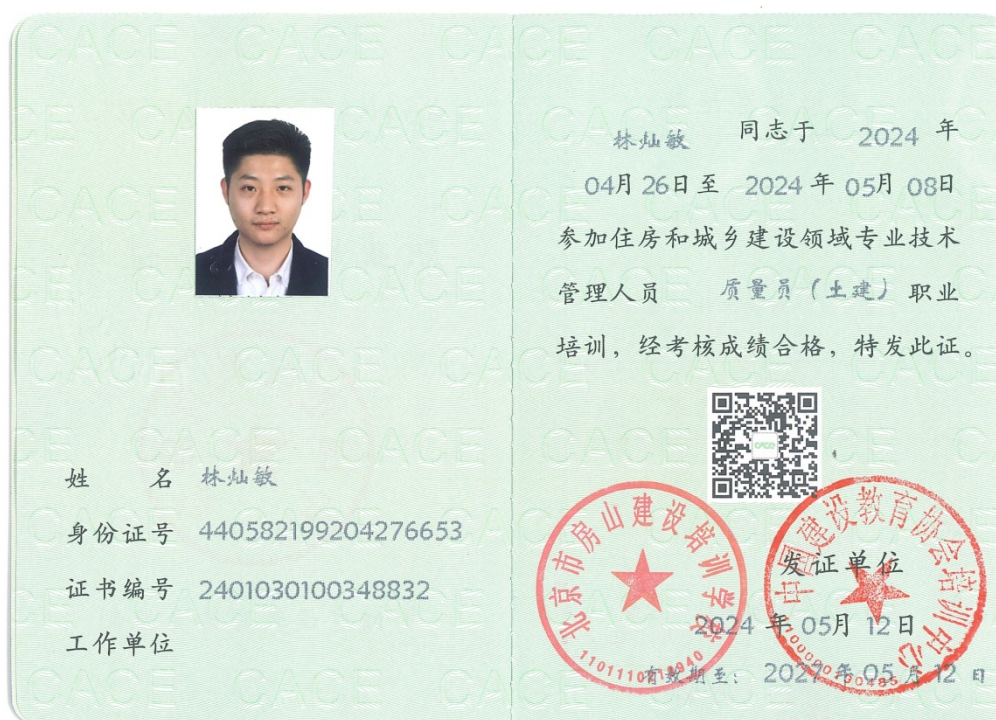 林灿敏 同志于 2024 年
04月 26日至 2024 年 05月 08日
参加住房和城乡建设领域专业技术
管理人员 质量员（土建）职业
培训，经考核成绩合格，特发此证。
姓 名 林灿敏
身份证号 440582199204276653
证书编号 2401030100348832
工作单位
北京市房山建设培训学校
中国建设教育协会培训中心
发证单位
2024 年 05月 12日
有效期至： 2027 年 05 月 12 日
CACE